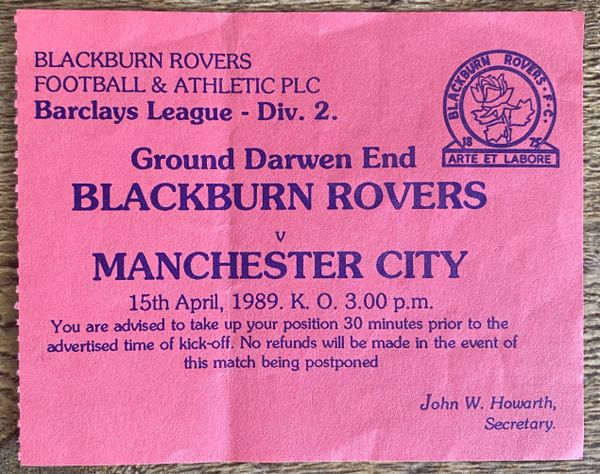 BLACKBURN ROVERS
FOOTBALL & ATHLETIC PLC
Barclays League - Div. 2.
BLACKBURN ROVERS·F·C·
18 75
ARTE ET LABORE
Ground Darwen End
BLACKBURN ROVERS
v
MANCHESTER CITY
15th April, 1989. K. O. 3.00 p.m.
You are advised to take up your position 30 minutes prior to the
advertised time of kick-off. No refunds will be made in the event of
this match being postponed
John W. Howarth,
Secretary.